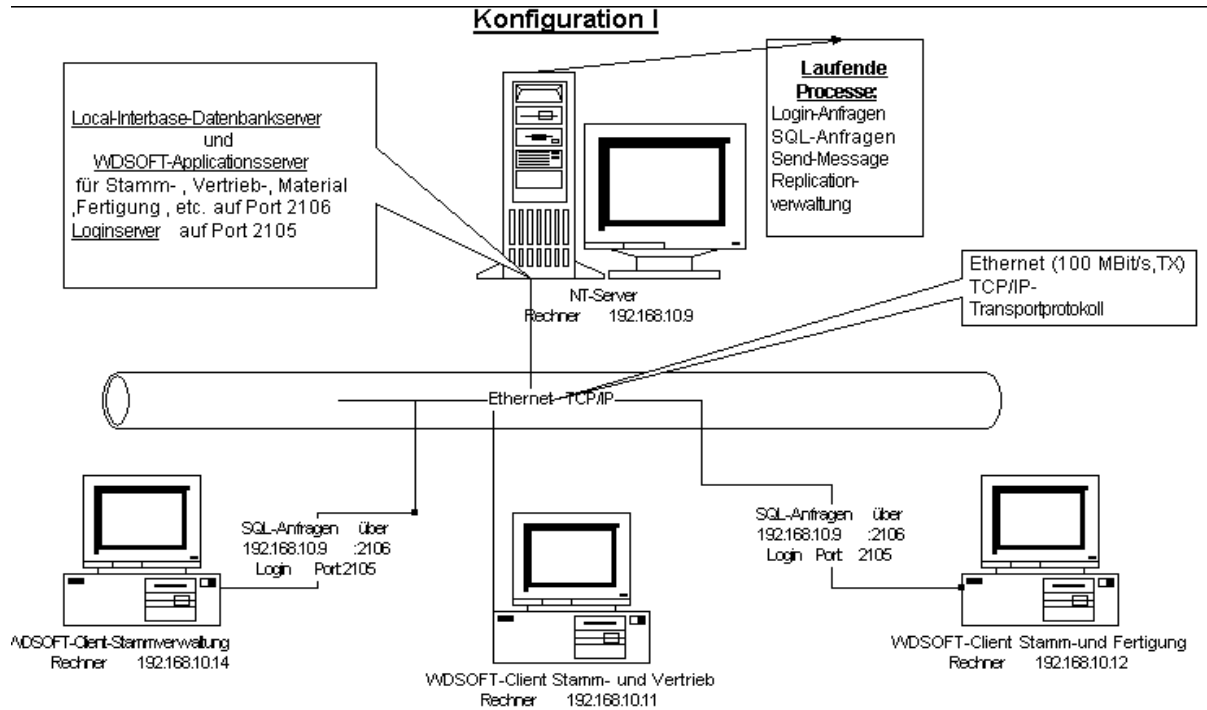 Konfiguration I
Local-Interbase-Datenbankserver
und
WDSOFT-Applicationsserver
für Stamm- , Vertrieb-, Material
,Fertigung , etc. auf Port 2106
Loginserver auf Port 2105
Laufende
Processe:
Login-Anfragen
SQL-Anfragen
Send-Message
Replication-
verwaltung
NT-Server
Rechner 192.168.10.9
Ethernet (100 MBit/s,TX)
TCP/IP-
Transportprotokoll
Ethernet- TCP/IP
SQL-Anfragen über
192.168.10.9 :2106
Login Port:2105
SQL-Anfragen über
192.168.10.9 :2106
Login Port 2105
WDSOFT-Client-Stammverwaltung
Rechner 192.168.10.14
WDSOFT-Client Stamm- und Vertrieb
Rechner 192.168.10.11
WDSOFT-Client Stamm-und Fertigung
Rechner 192.168.10.12